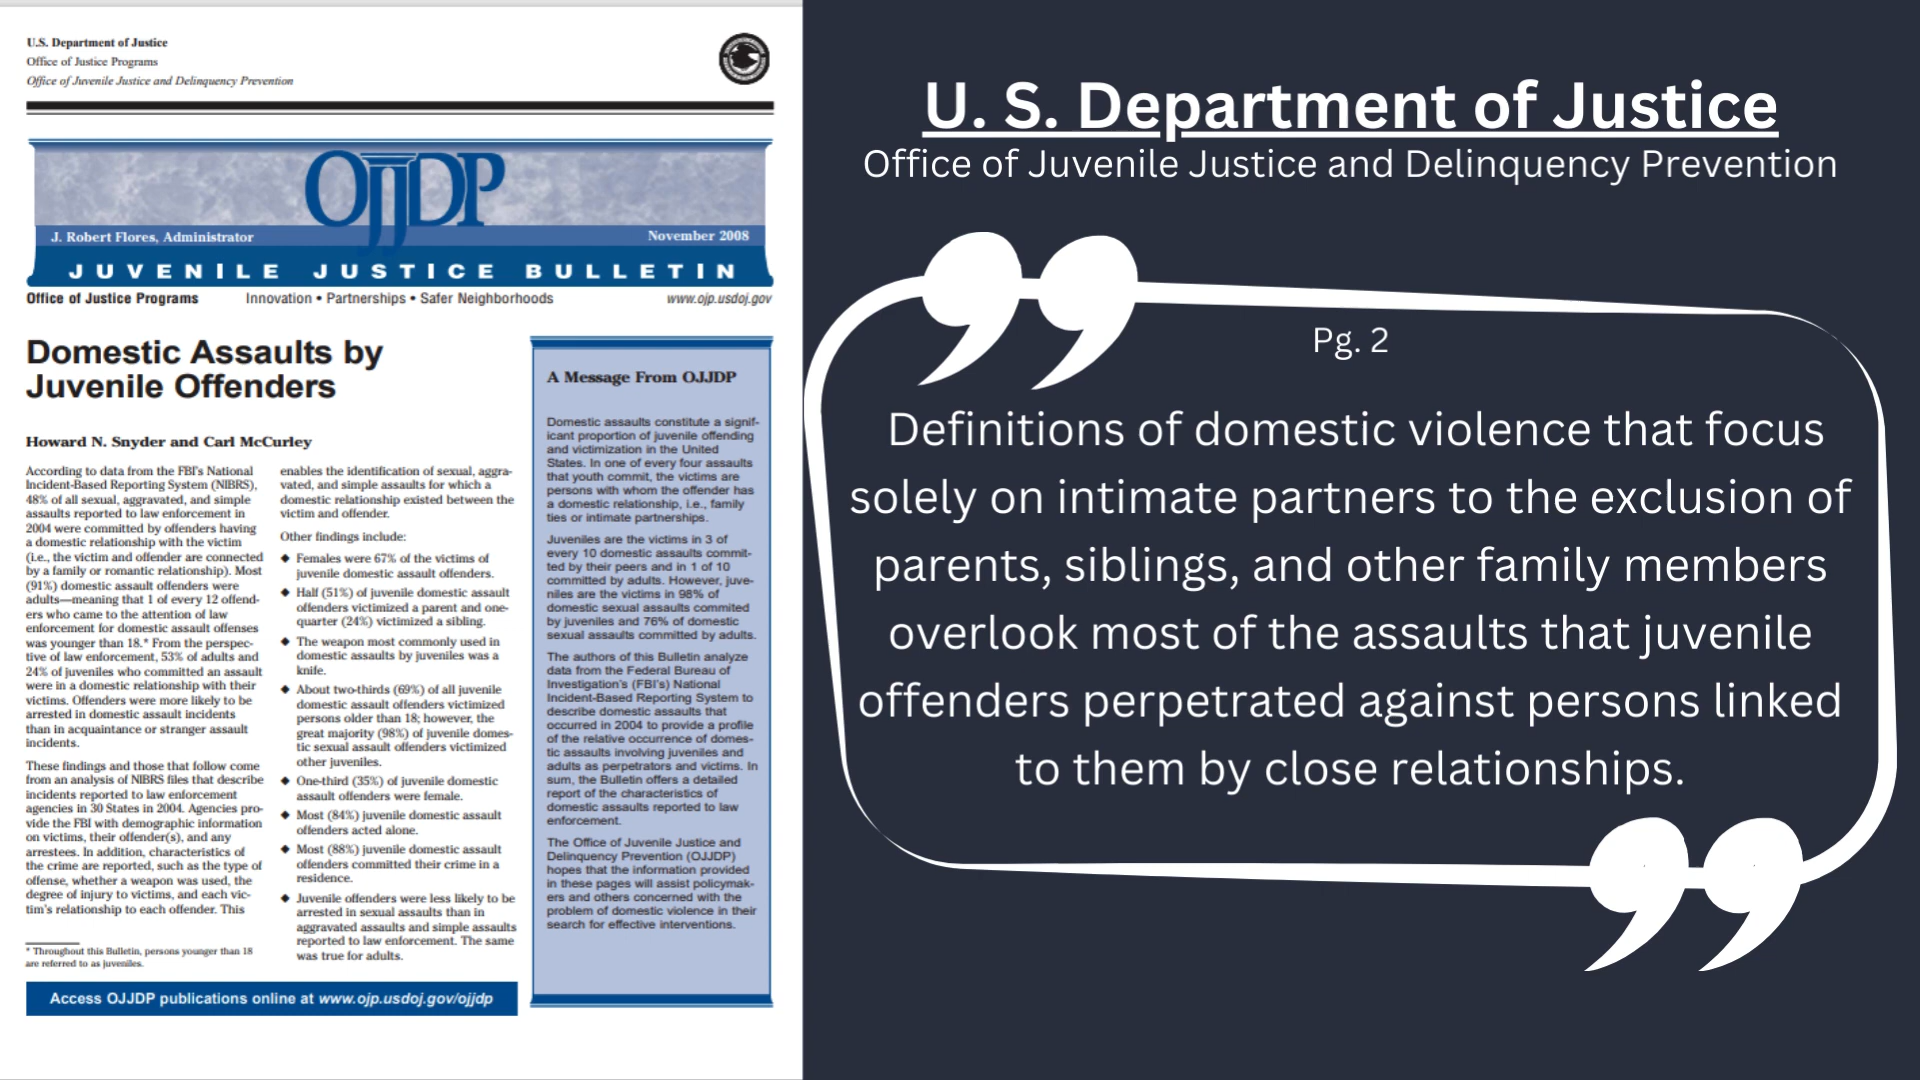 U.S. Department of Justice
Office of Justice Programs
Office of Juvenile Justice and Delinquency Prevention
OJJDP
J. Robert Flores, Administrator
November 2008
JUVENILE JUSTICE BULLETIN
Office of Justice Programs
Innovation • Partnerships • Safer Neighborhoods
www.ojp.usdoj.gov
Domestic Assaults by
Juvenile Offenders
Howard N. Snyder and Carl McCurley
According to data from the FBI's National
Incident-Based Reporting System (NIBRS),
48% of all sexual, aggravated, and simple
assaults reported to law enforcement in
2004 were committed by offenders having
a domestic relationship with the victim
(i.e., the victim and offender are connected
by a family or romantic relationship). Most
(91%) domestic assault offenders were
adults—meaning that 1 of every 12 offend-
ers who came to the attention of law
enforcement for domestic assault offenses
was younger than 18.* From the perspec-
tive of law enforcement, 53% of adults and
24% of juveniles who committed an assault
were in a domestic relationship with their
victims. Offenders were more likely to be
arrested in domestic assault incidents
than in acquaintance or stranger assault
incidents.
These findings and those that follow come
from an analysis of NIBRS files that describe
incidents reported to law enforcement
agencies in 30 States in 2004. Agencies pro-
vide the FBI with demographic information
on victims, their offender(s), and any
arrestees. In addition, characteristics of
the crime are reported, such as the type of
offense, whether a weapon was used, the
degree of injury to victims, and each vic-
tim's relationship to each offender. This
* Throughout this Bulletin, persons younger than 18
are referred to as juveniles.
enables the identification of sexual, aggra-
vated, and simple assaults for which a
domestic relationship existed between the
victim and offender.
Other findings include:
◆ Females were 67% of the victims of
juvenile domestic assault offenders.
◆ Half (51%) of juvenile domestic assault
offenders victimized a parent and one-
quarter (24%) victimized a sibling.
◆ The weapon most commonly used in
domestic assaults by juveniles was a
knife.
◆ About two-thirds (69%) of all juvenile
domestic assault offenders victimized
persons older than 18; however, the
great majority (98%) of juvenile domes-
tic sexual assault offenders victimized
other juveniles.
◆ One-third (35%) of juvenile domestic
assault offenders were female.
◆ Most (84%) juvenile domestic assault
offenders acted alone.
◆ Most (88%) juvenile domestic assault
offenders committed their crime in a
residence.
◆ Juvenile offenders were less likely to be
arrested in sexual assaults than in
aggravated assaults and simple assaults
reported to law enforcement. The same
was true for adults.
Access OJJDP publications online at www.ojp.usdoj.gov/ojjdp
A Message From OJJDP
Domestic assaults constitute a signif-
icant proportion of juvenile offending
and victimization in the United
States. In one of every four assaults
that youth commit, the victims are
persons with whom the offender has
a domestic relationship, i.e., family
ties or intimate partnerships.
Juveniles are the victims in 3 of
every 10 domestic assaults commit-
ted by their peers and in 1 of 10
committed by adults. However, juve-
niles are the victims in 98% of
domestic sexual assaults commited
by juveniles and 76% of domestic
sexual assaults committed by adults.
The authors of this Bulletin analyze
data from the Federal Bureau of
Investigation's (FBI's) National
Incident-Based Reporting System to
describe domestic assaults that
occurred in 2004 to provide a profile
of the relative occurrence of domes-
tic assaults involving juveniles and
adults as perpetrators and victims. In
sum, the Bulletin offers a detailed
report of the characteristics of
domestic assaults reported to law
enforcement.
The Office of Juvenile Justice and
Delinquency Prevention (OJJDP)
hopes that the information provided
in these pages will assist policymak-
ers and others concerned with the
problem of domestic violence in their
search for effective interventions.
U. S. Department of Justice
Office of Juvenile Justice and Delinquency Prevention
Pg. 2
Definitions of domestic violence that focus
solely on intimate partners to the exclusion of
parents, siblings, and other family members
overlook most of the assaults that juvenile
offenders perpetrated against persons linked
to them by close relationships.